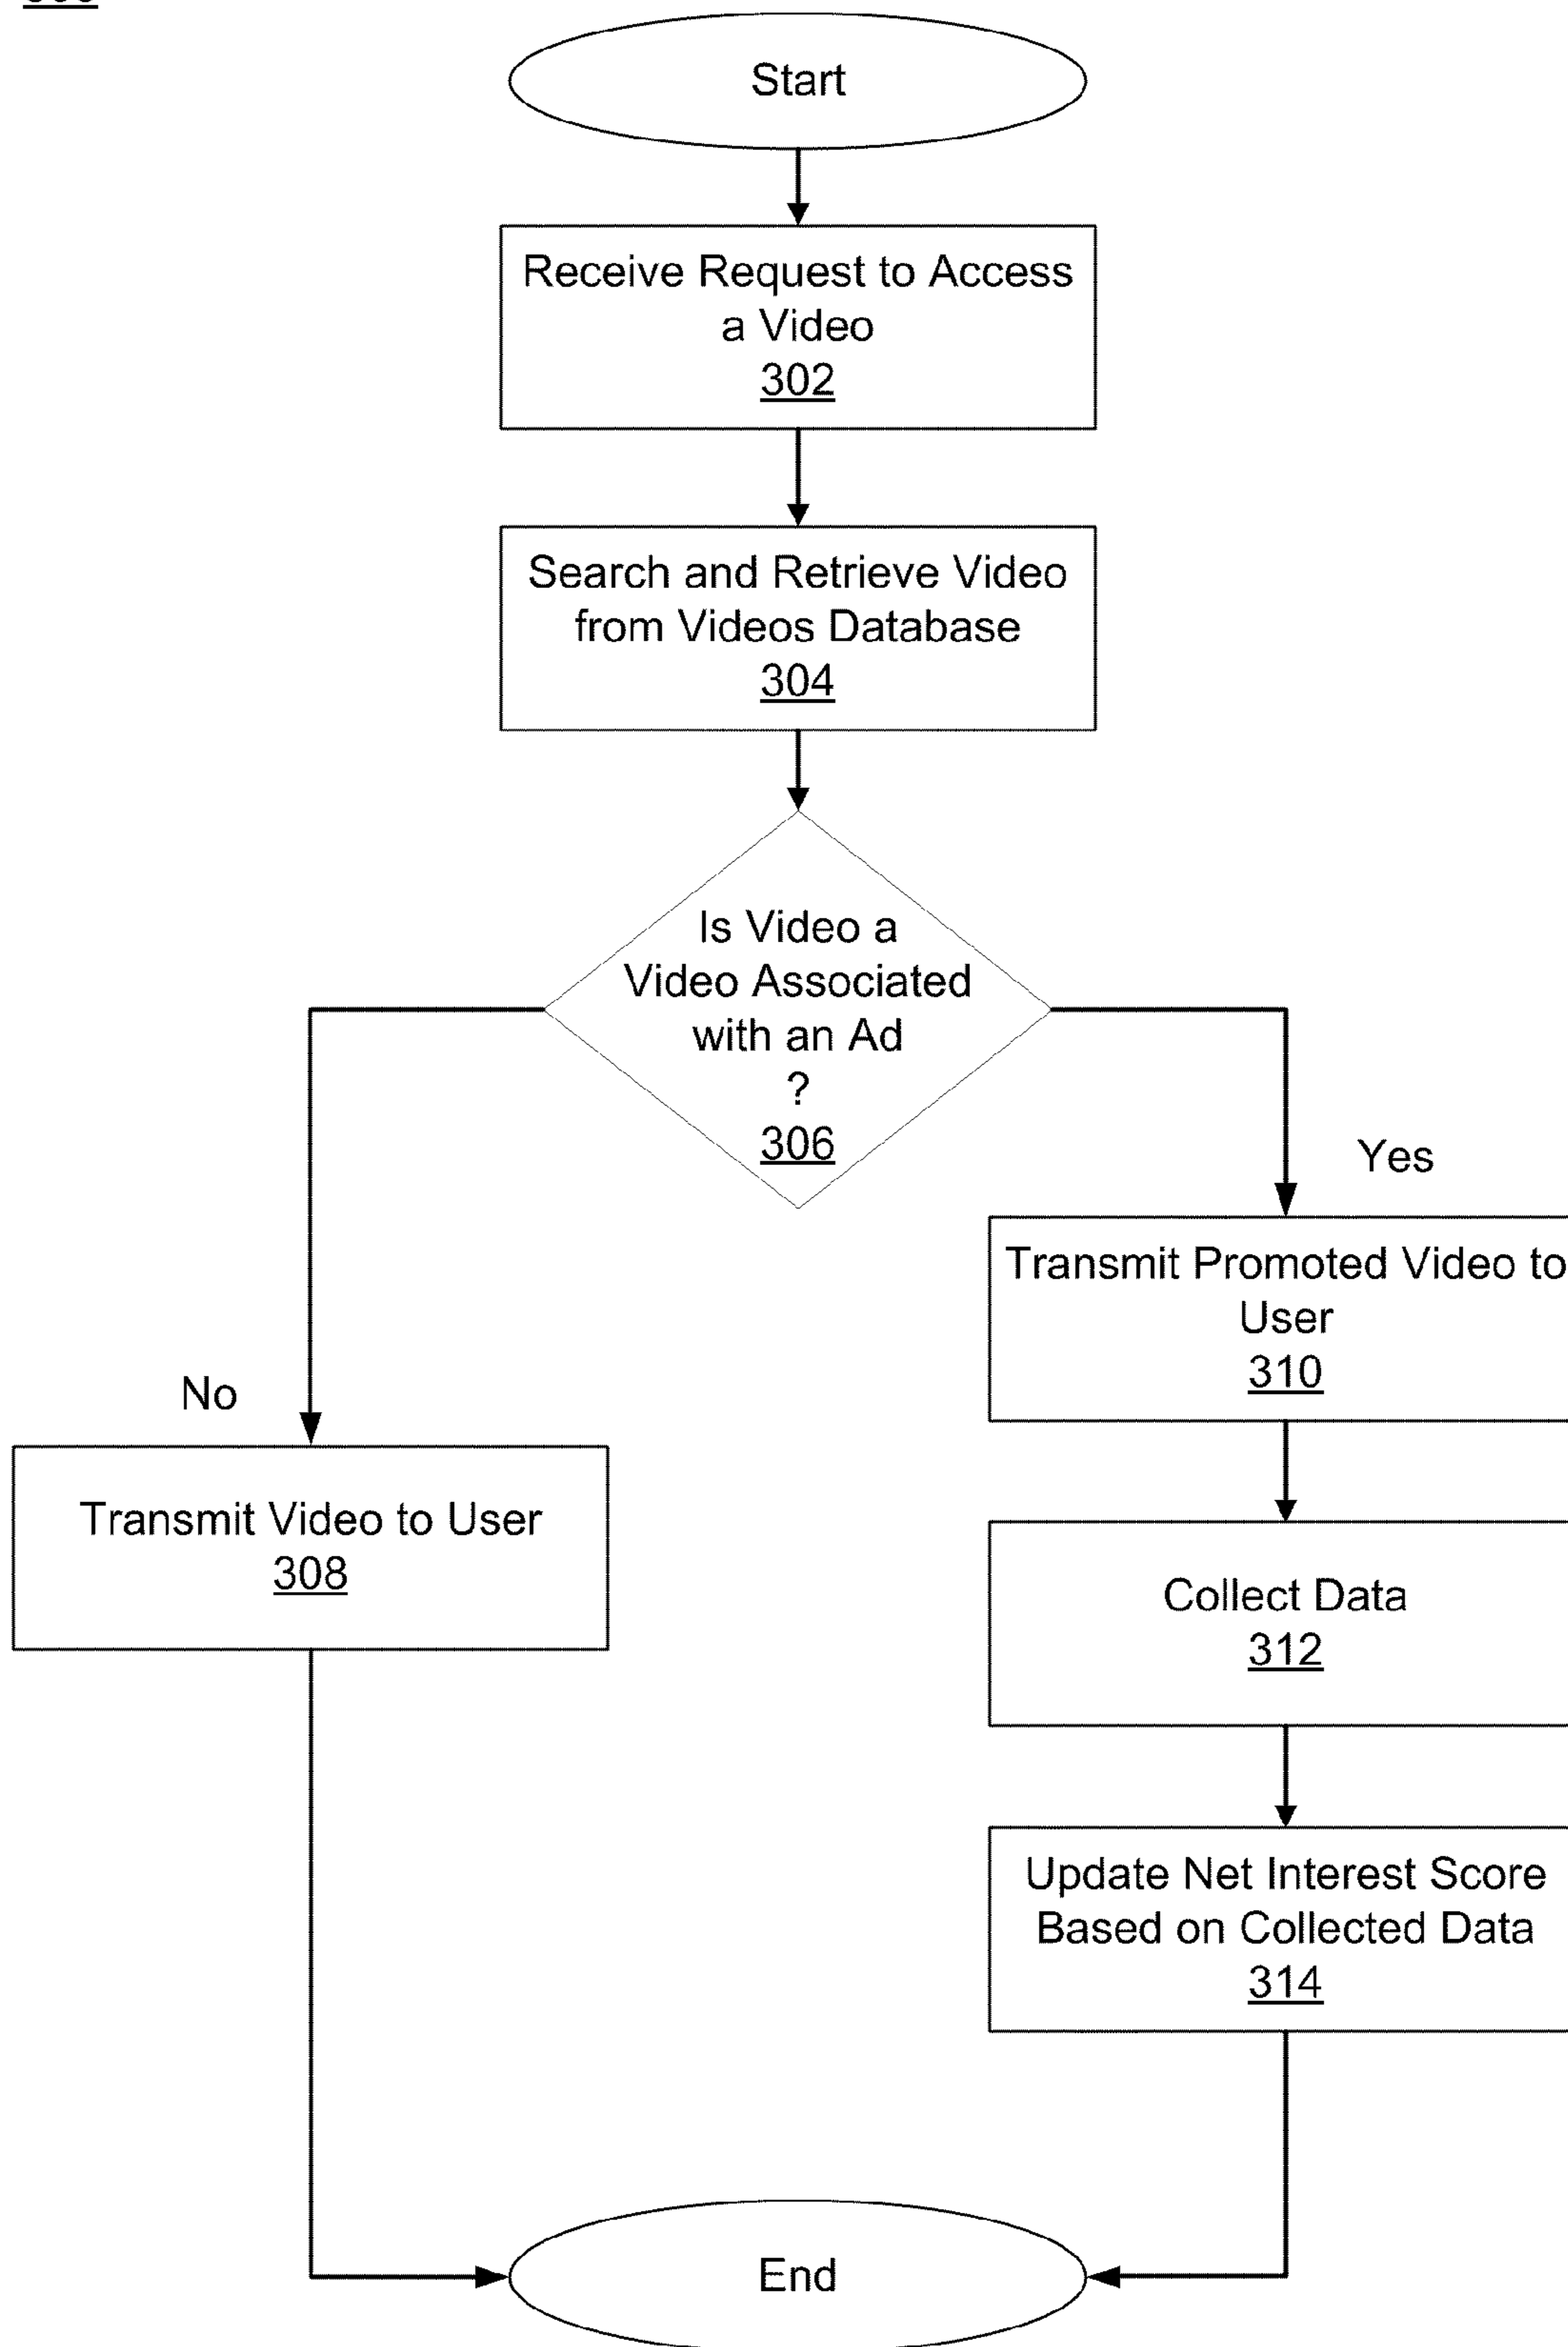 Start
Receive Request to Access
a Video
302
Search and Retrieve Video
from Videos Database
304
Is Video a
Video Associated
with an Ad
?
306
Yes
Transmit Promoted Video to
User
310
No
Transmit Video to User
308
Collect Data
312
Update Net Interest Score
Based on Collected Data
314
End